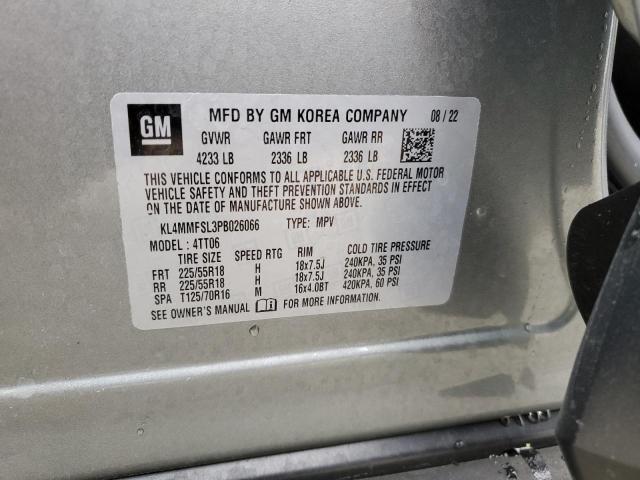 GM
MFD BY GM KOREA COMPANY 08 / 22
GVWR GAWR FRT GAWR RR
4233 LB 2336 LB 2336 LB
THIS VEHICLE CONFORMS TO ALL APPLICABLE U.S. FEDERAL MOTOR
VEHICLE SAFETY AND THEFT PREVENTION STANDARDS IN EFFECT
ON THE DATE OF MANUFACTURE SHOWN ABOVE.
KL4MMFSL3PB026066 TYPE: MPV
MODEL: 4TT06
TIRE SIZE SPEED RTG RIM COLD TIRE PRESSURE
FRT 225/55R18 H 18x7.5J 240KPA, 35 PSI
RR 225/55R18 H 18x7.5J 240KPA, 35 PSI
SPA T125/70R16 M 16x4.0BT 420KPA, 60 PSI
SEE OWNER'S MANUAL FOR MORE INFORMATION.